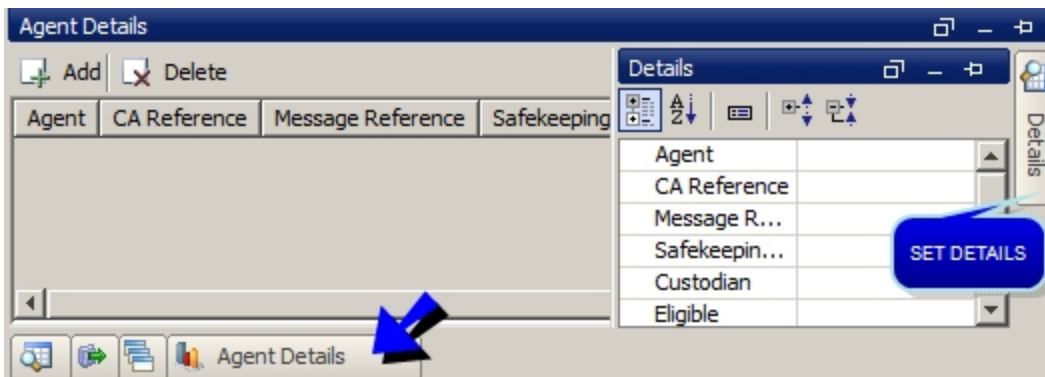 Agent Details
Add Delete
Agent CA Reference Message Reference Safekeeping
Details
A
Z
Agent
CA Reference
Message R...
Safekeepin...
Custodian
Eligible
Details
SET DETAILS
Agent Details